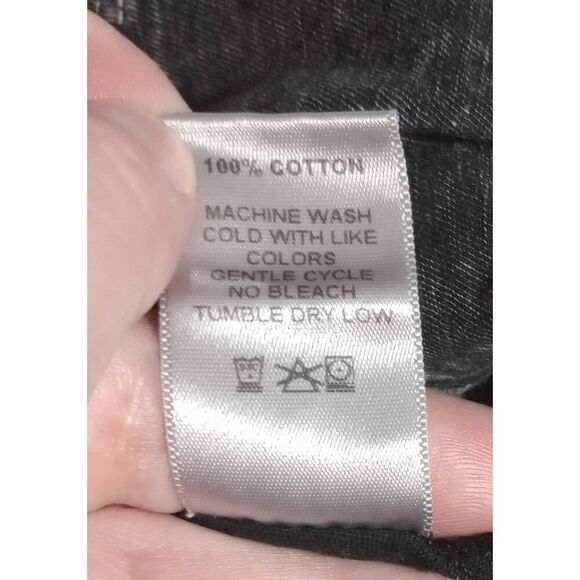 100% COTTON
MACHINE WASH
COLD WITH LIKE
COLORS
GENTLE CYCLE
NO BLEACH
TUMBLE DRY LOW